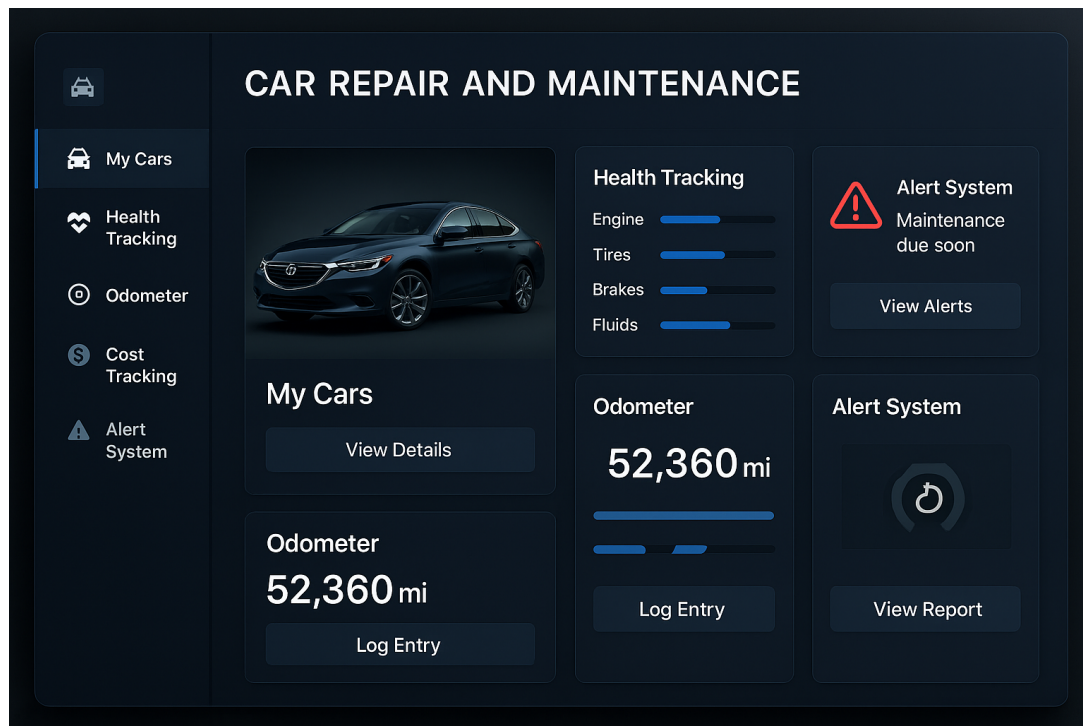 CAR REPAIR AND MAINTENANCE
My Cars
Health
Tracking
Odometer
Cost
Tracking
Alert
System
My Cars
View Details
Odometer
52,360 mi
Log Entry
Health Tracking
Engine
Tires
Brakes
Fluids
Odometer
52,360 mi
Log Entry
Alert System
Maintenance
due soon
View Alerts
Alert System
View Report